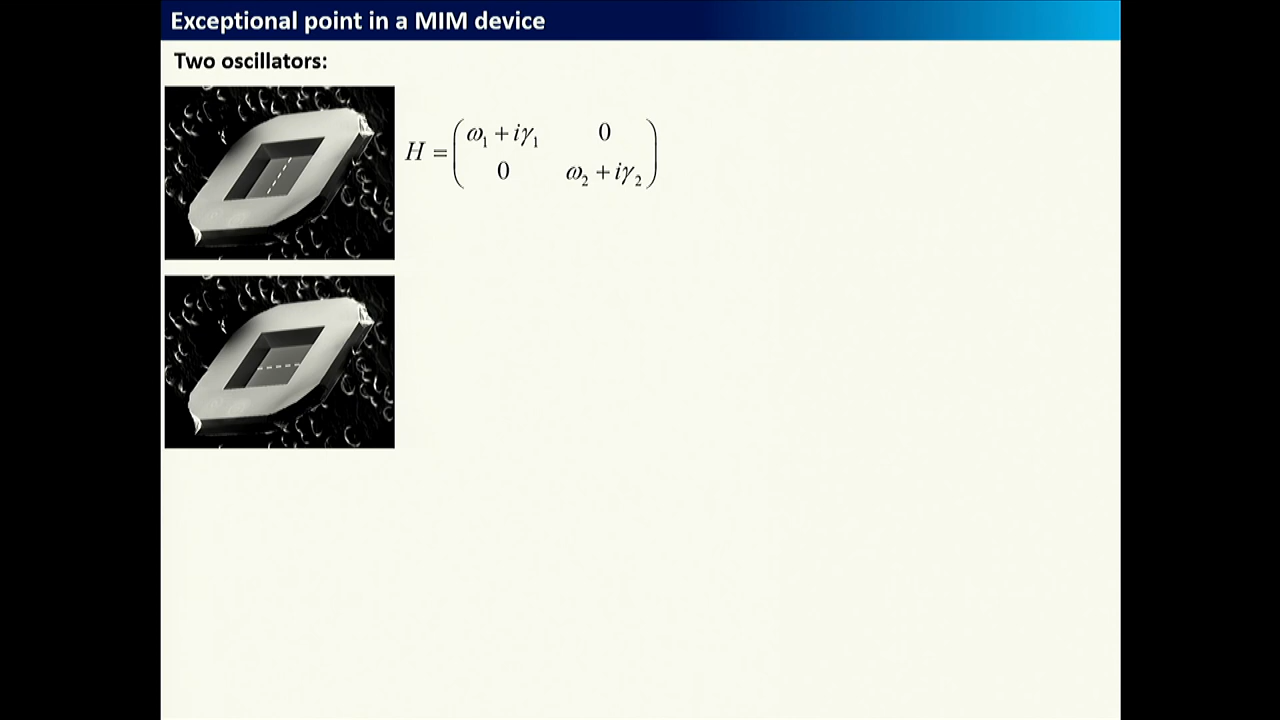 Exceptional point in a MIM device
Two oscillators:
H = ( ω₁ + iγ₁ 0
0 ω₂ + iγ₂ )